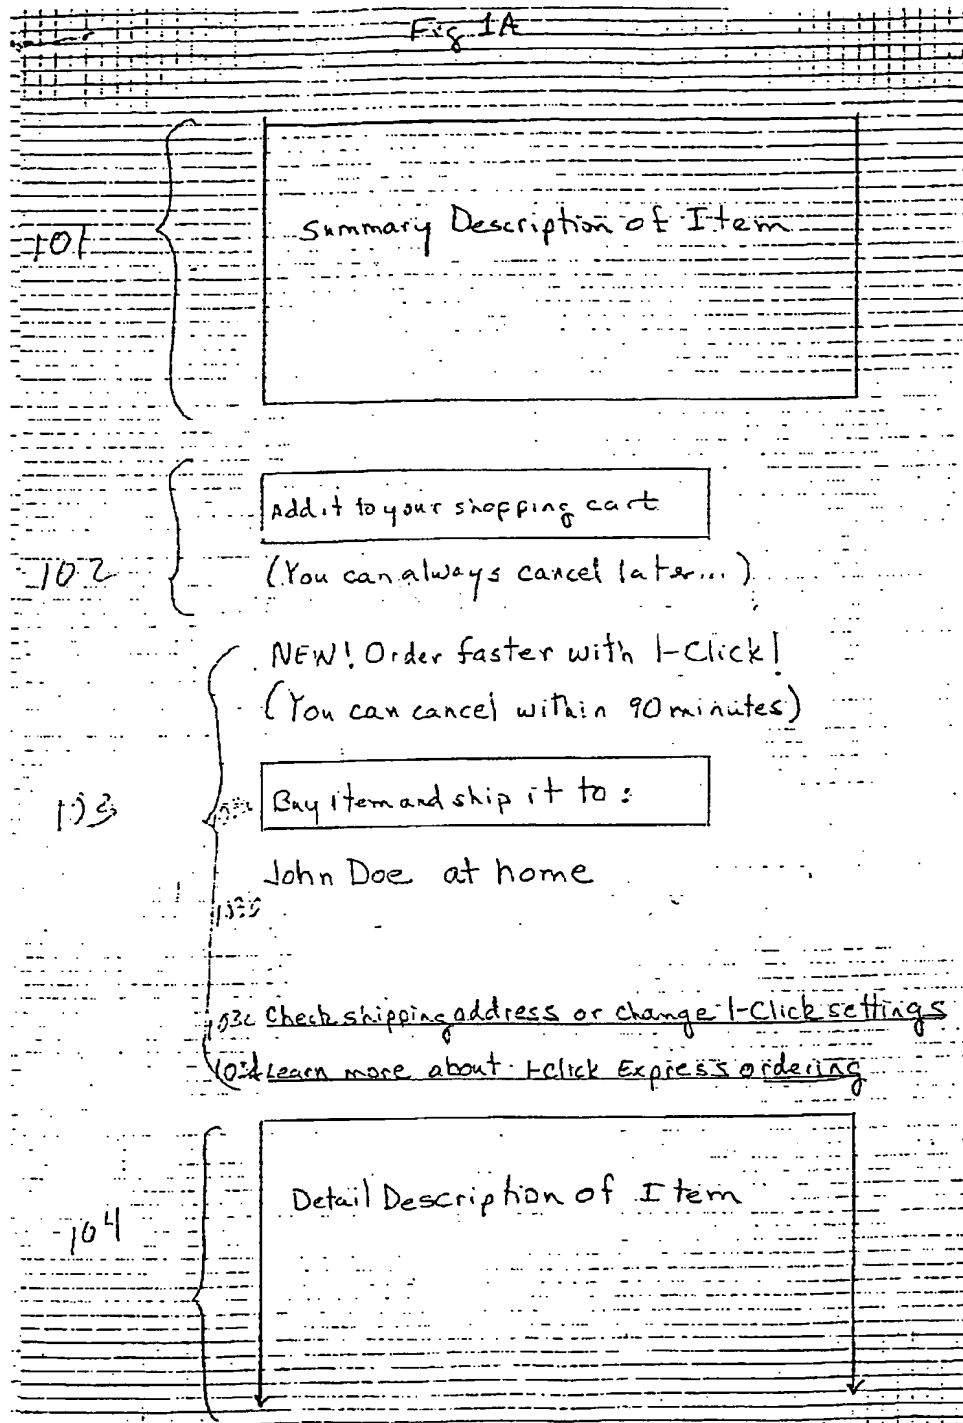 Fig 1A
101
Summary Description of Item
102
Add it to your shopping cart
(You can always cancel later...)
103
NEW! Order faster with 1-Click!
(You can cancel within 90 minutes)
Buy item and ship it to:
John Doe at home
103c Check shipping address or change 1-Click settings
103d Learn more about 1-Click Express ordering
104
Detail Description of Item